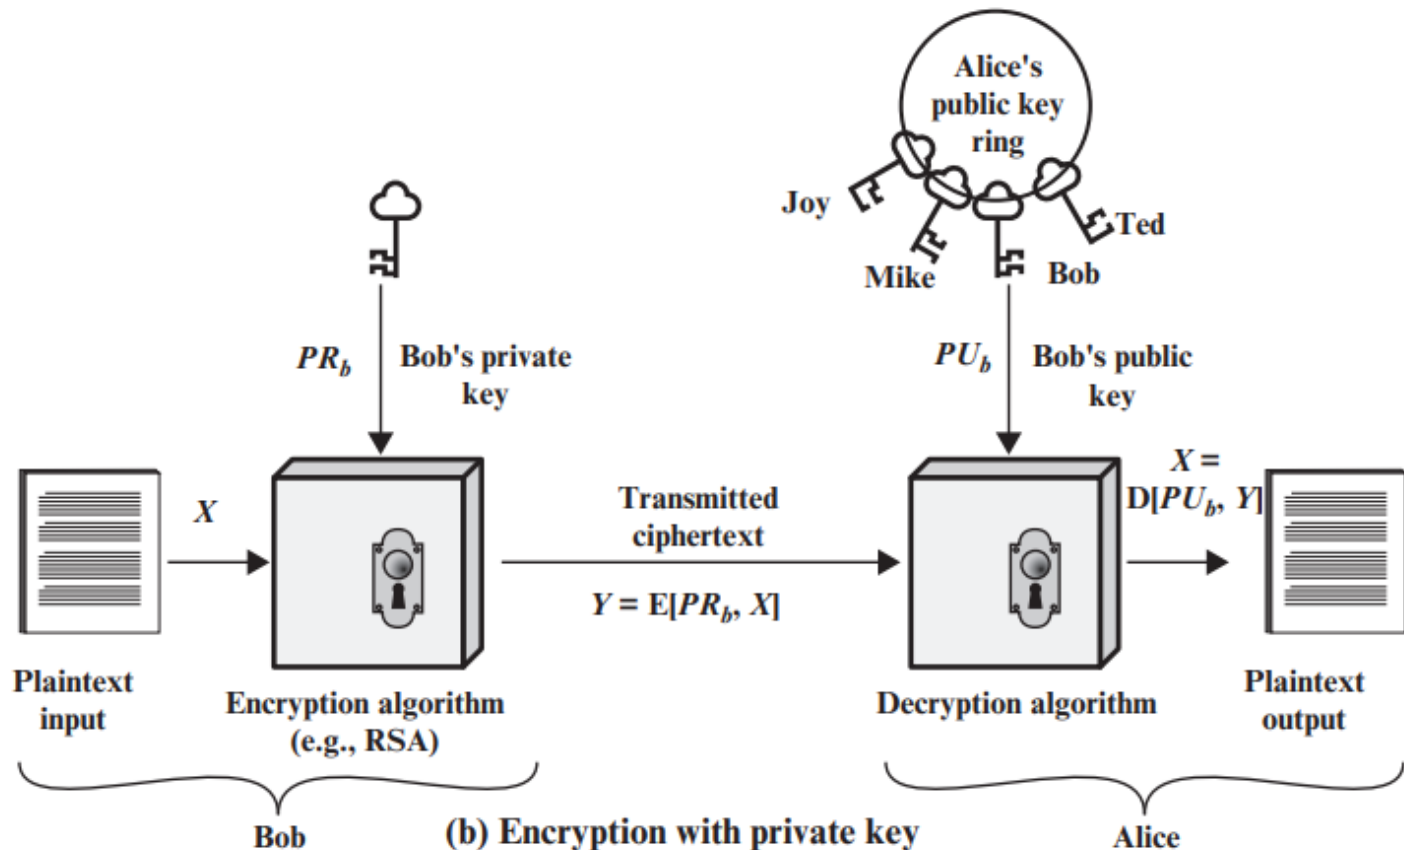 Alice's
public key
ring
Joy
Ted
Mike
Bob
PR_b
Bob's private
key
PU_b
Bob's public
key
X
Transmitted
ciphertext
Y = E[PR_b, X]
X =
D[PU_b, Y]
Plaintext
input
Encryption algorithm
(e.g., RSA)
Decryption algorithm
Plaintext
output
Bob
(b) Encryption with private key
Alice